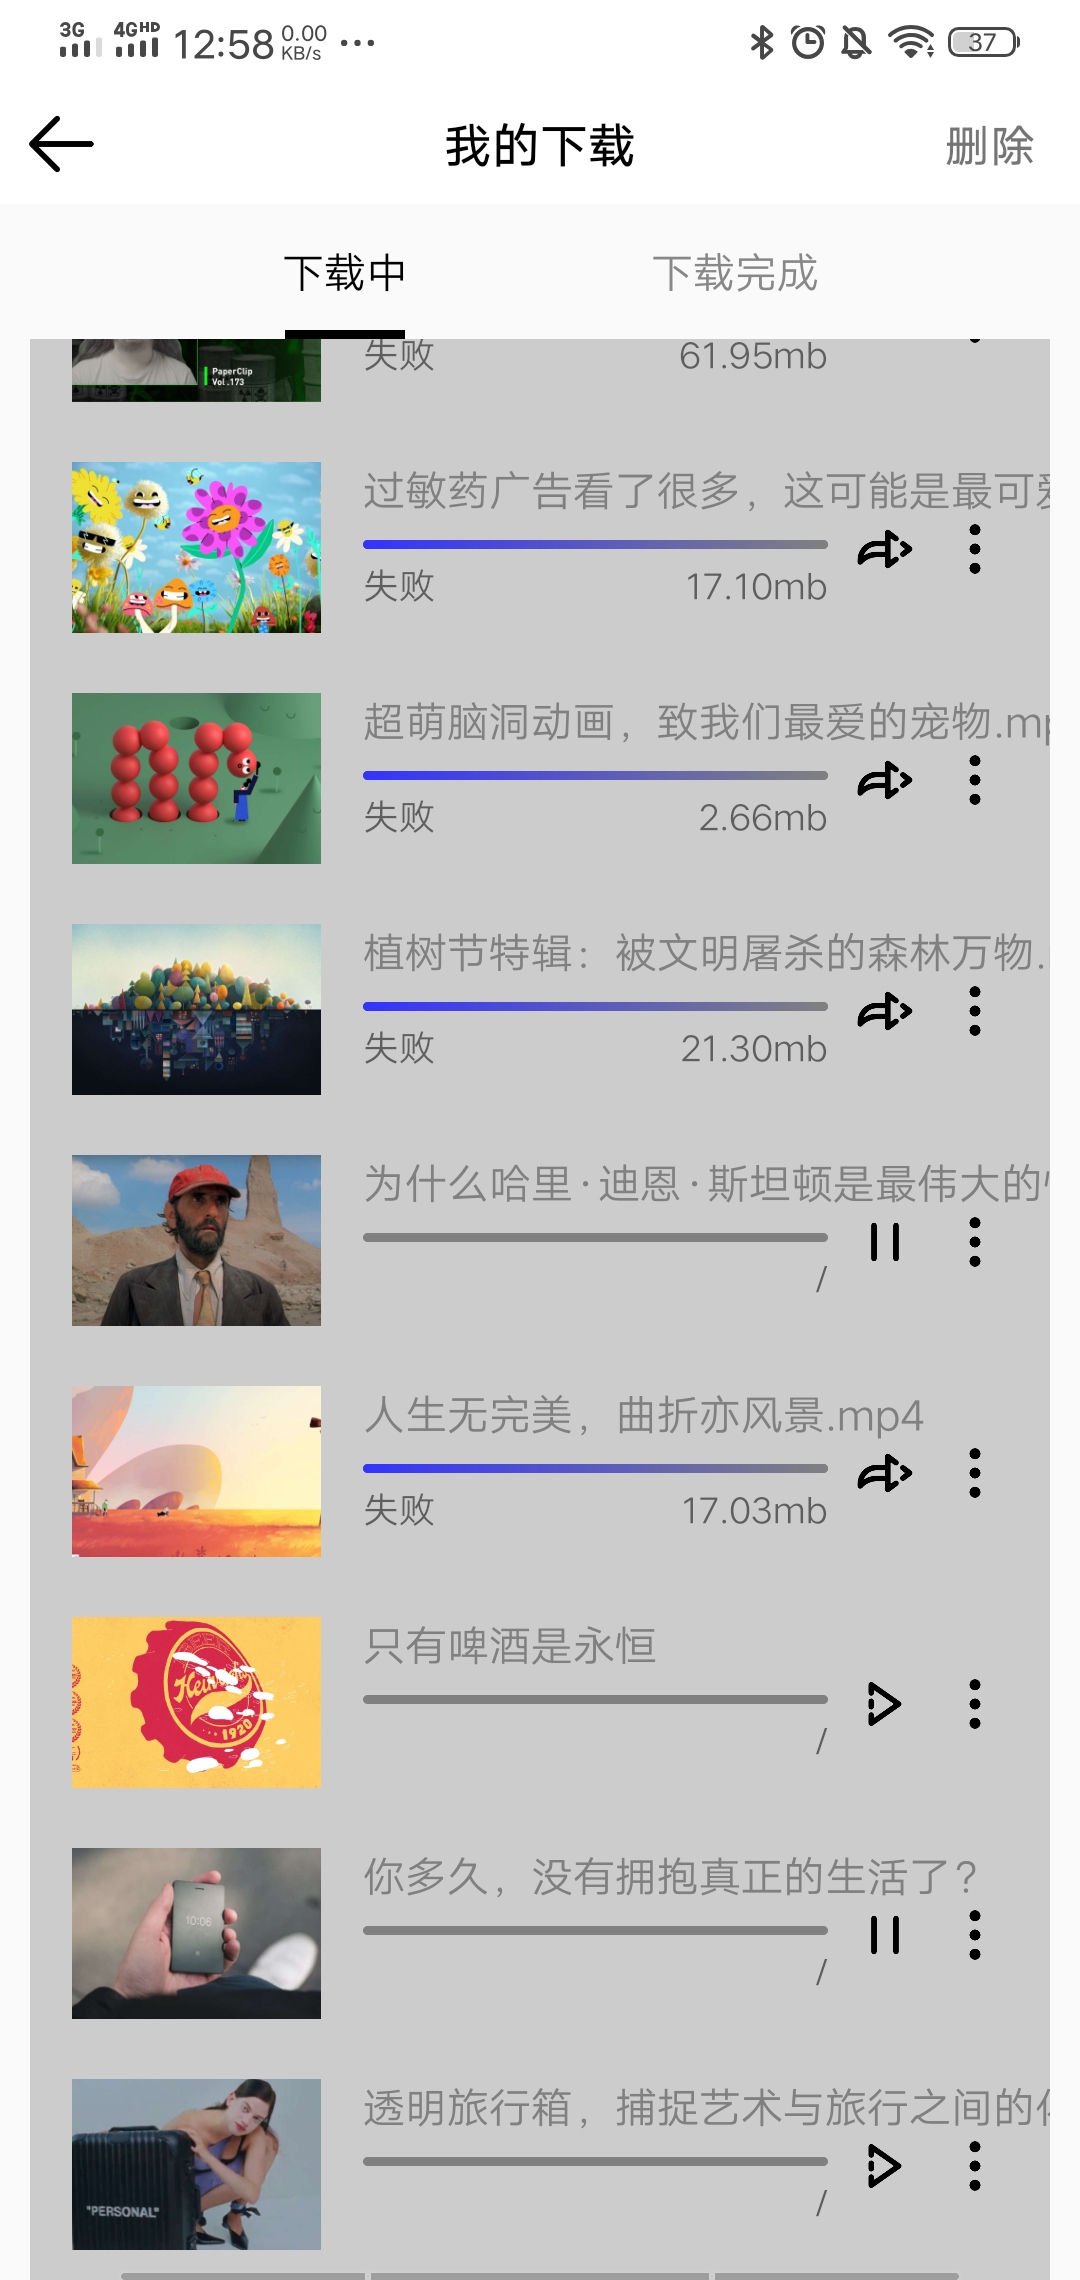 3G 4GHD 12:58 0.00 KB/s ... 37
我的下载 删除
下载中 下载完成
PaperClip
Vol.173
失败 61.95mb
过敏药广告看了很多，这可能是最可爱
失败 17.10mb
超萌脑洞动画，致我们最爱的宠物.mp
失败 2.66mb
植树节特辑：被文明屠杀的森林万物.
失败 21.30mb
为什么哈里·迪恩·斯坦顿是最伟大的
/
人生无完美，曲折亦风景.mp4
失败 17.03mb
只有啤酒是永恒
1920
/
你多久，没有拥抱真正的生活了？
10:06
/
透明旅行箱，捕捉艺术与旅行之间的
"PERSONAL"
/